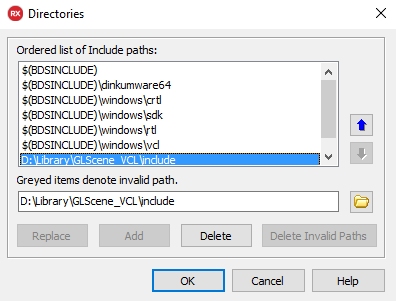 RX Directories
Ordered list of Include paths:
$(BDSINCLUDE)
$(BDSINCLUDE)\dinkumware64
$(BDSINCLUDE)\windows\crtl
$(BDSINCLUDE)\windows\sdk
$(BDSINCLUDE)\windows\rtl
$(BDSINCLUDE)\windows\vcl
D:\Library\GLScene_VCL\include
Greyed items denote invalid path.
D:\Library\GLScene_VCL\include
Replace Add Delete Delete Invalid Paths
OK Cancel Help